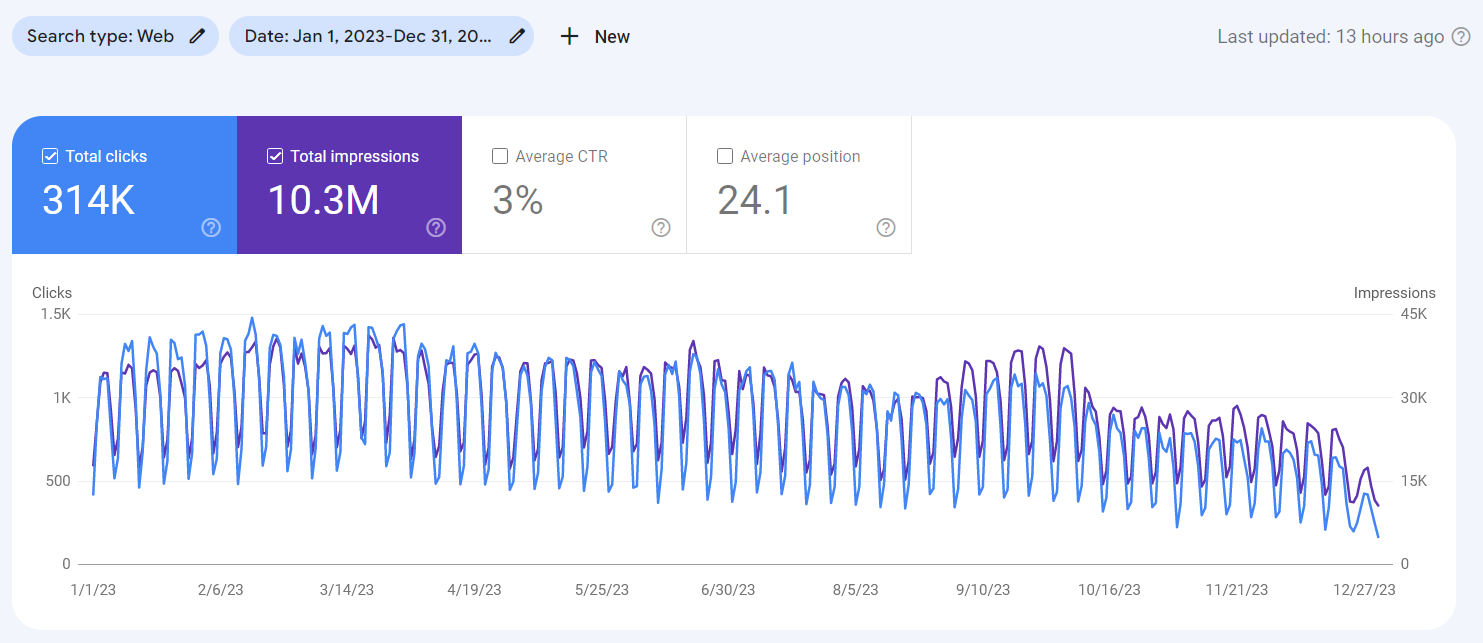 Search type: Web
Date: Jan 1, 2023-Dec 31, 20...
New
Last updated: 13 hours ago
Total clicks
314K
Total impressions
10.3M
Average CTR
3%
Average position
24.1
Clicks
Impressions
1.5K
45K
1K
30K
500
15K
0
0
1/1/23
2/6/23
3/14/23
4/19/23
5/25/23
6/30/23
8/5/23
9/10/23
10/16/23
11/21/23
12/27/23